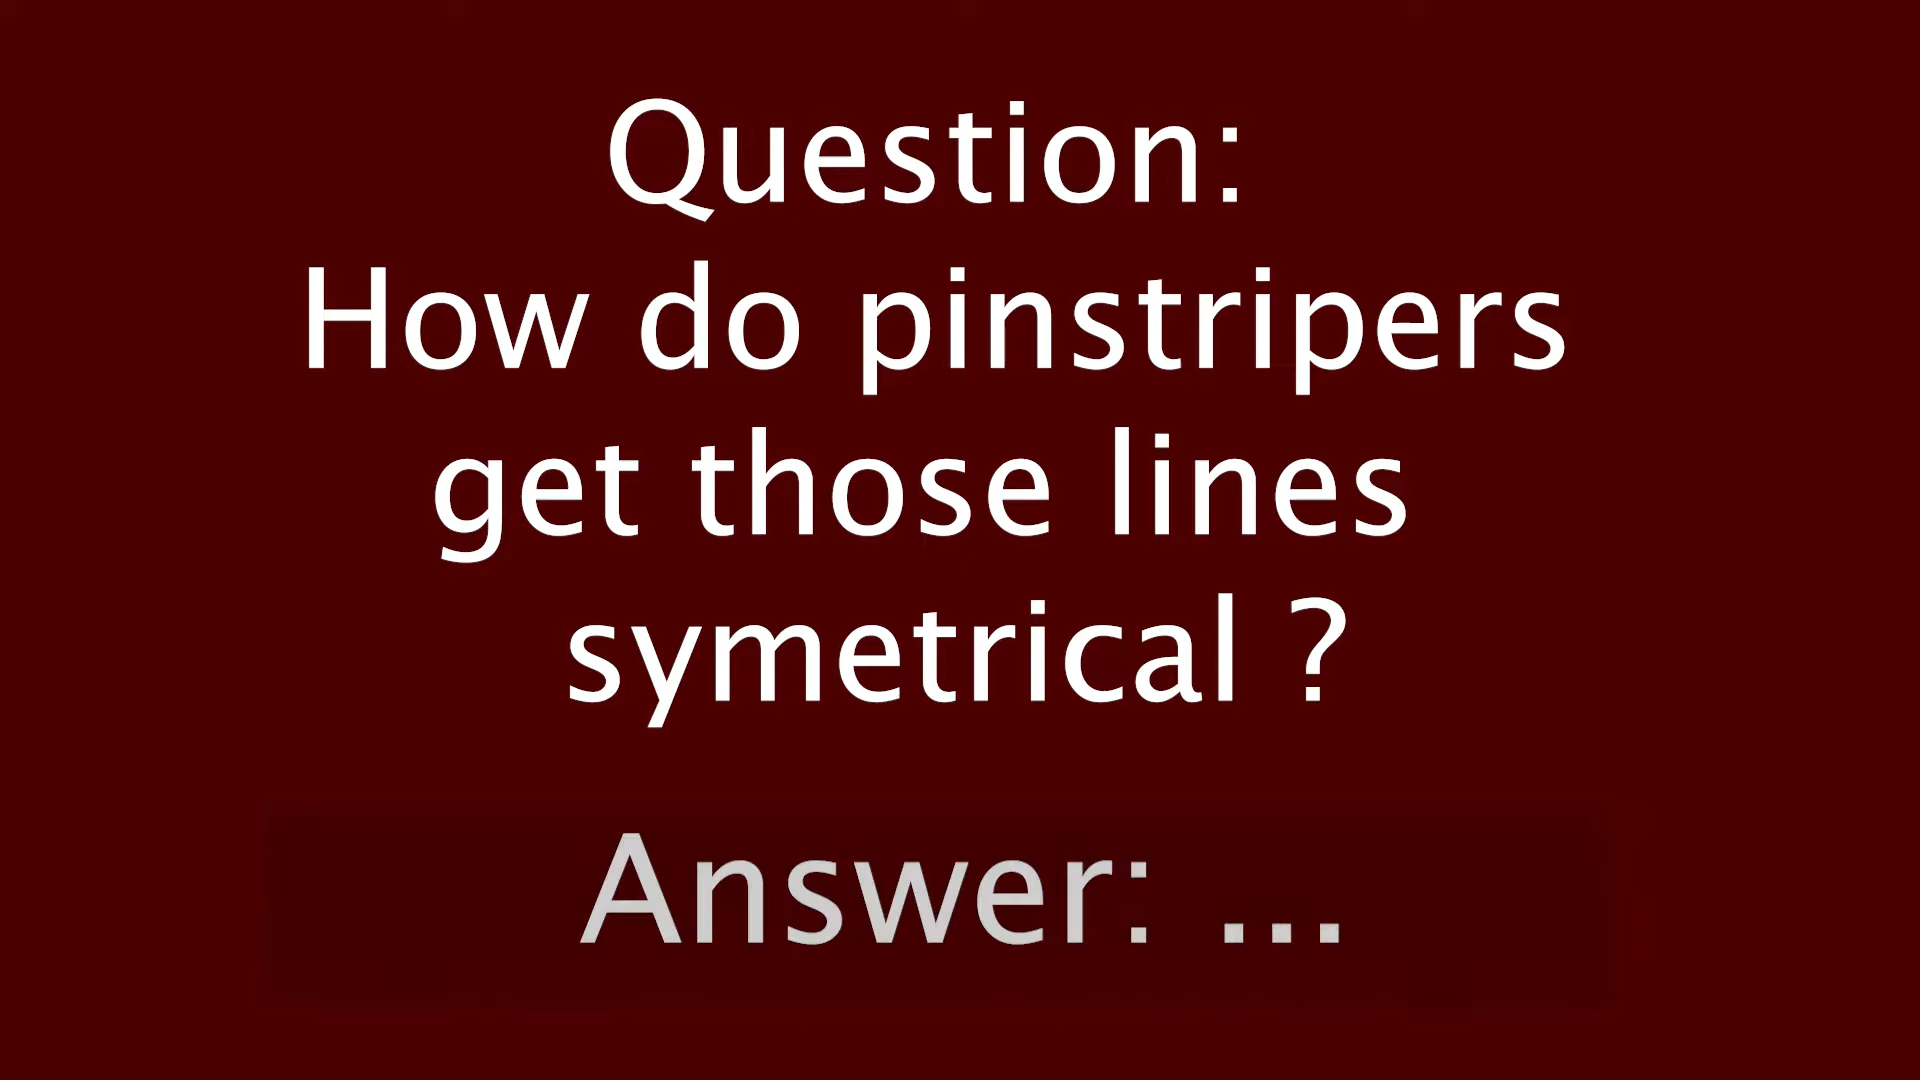 Question:
How do pinstripers
get those lines
symetrical ?
Answer: ...